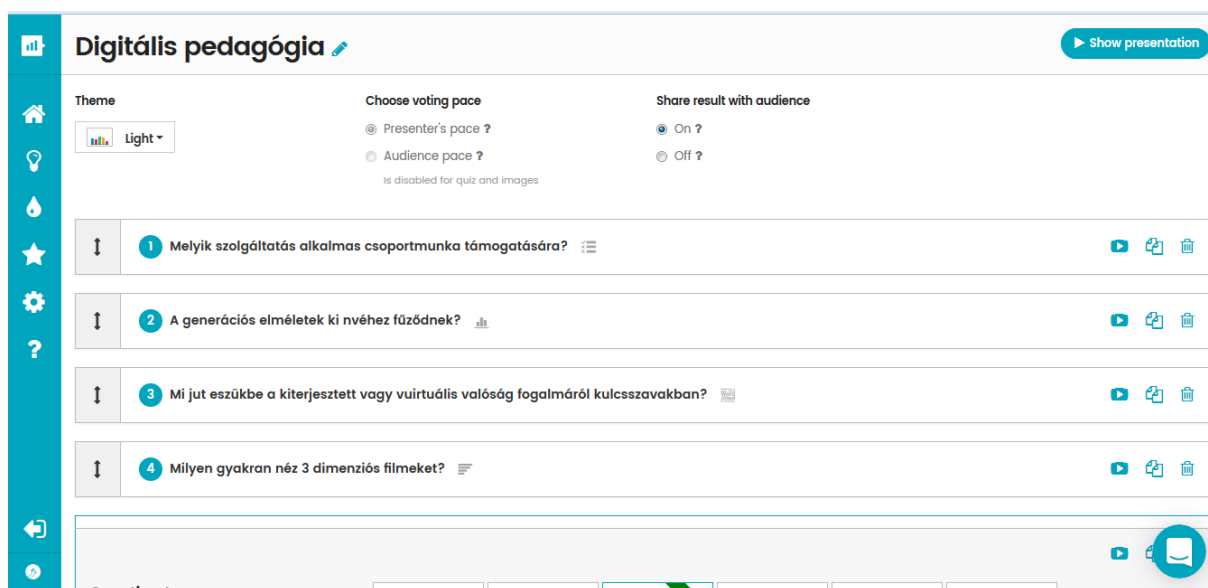 Digitális pedagógia
Show presentation
Theme
Choose voting pace
Share result with audience
Light
Presenter's pace ?
On ?
Audience pace ?
Off ?
Is disabled for quiz and images
?
1 Melyik szolgáltatás alkalmas csoportmunka támogatására?
2 A generációs elméletek ki nvéhez fűződnek?
3 Mi jut eszükbe a kiterjesztett vagy vuirtuális valóság fogalmáról kulcsszavakban?
4 Milyen gyakran néz 3 dimenziós filmeket?